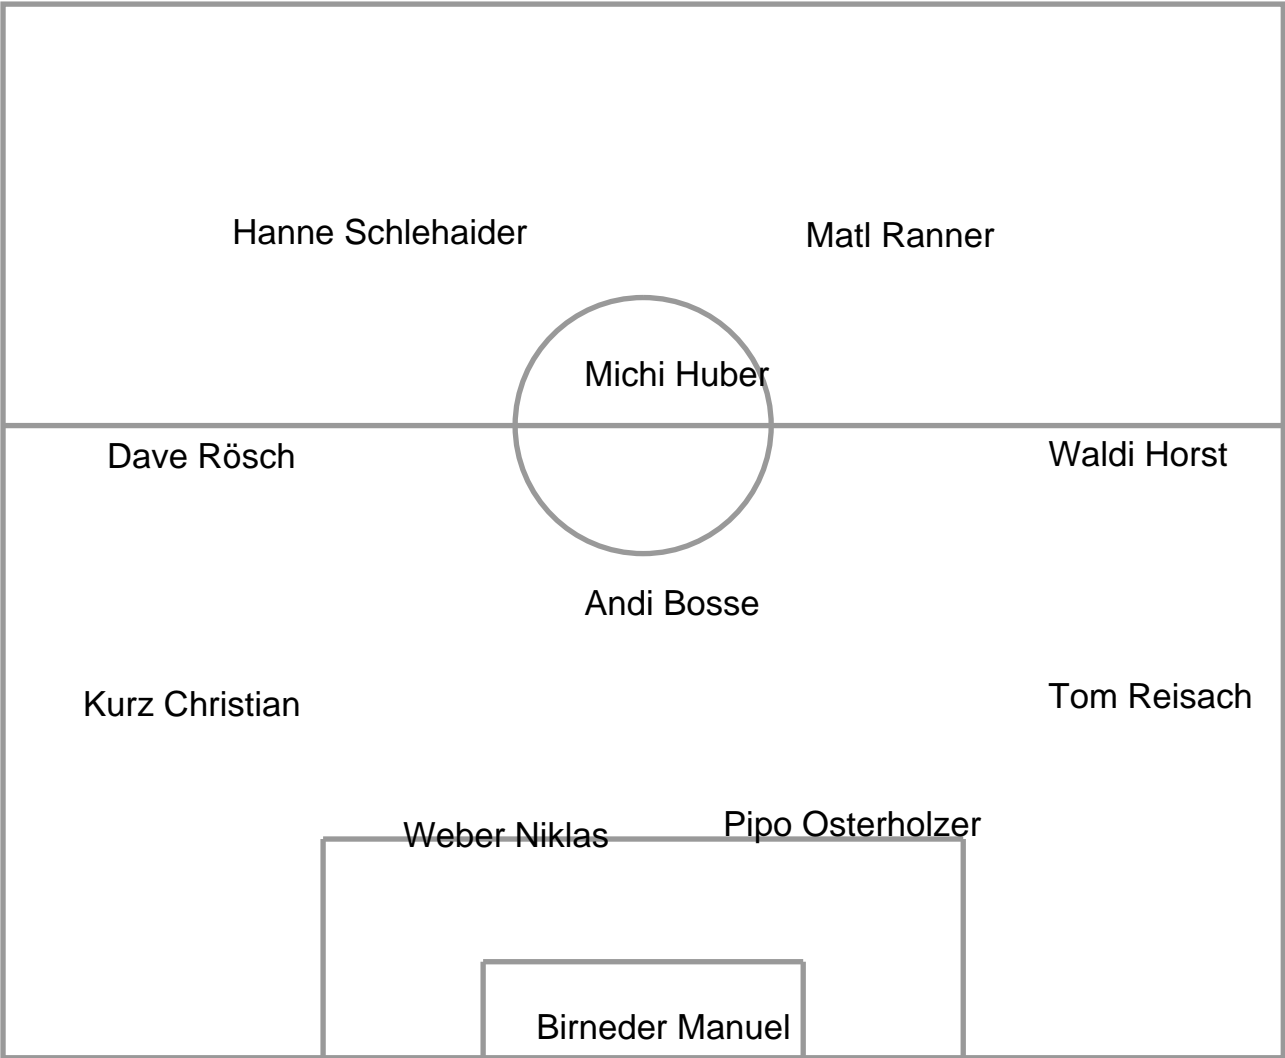 Hanne Schlehaider
Matl Ranner
Michi Huber
Dave Rösch
Waldi Horst
Andi Bosse
Kurz Christian
Tom Reisach
Weber Niklas
Pipo Osterholzer
Birneder Manuel